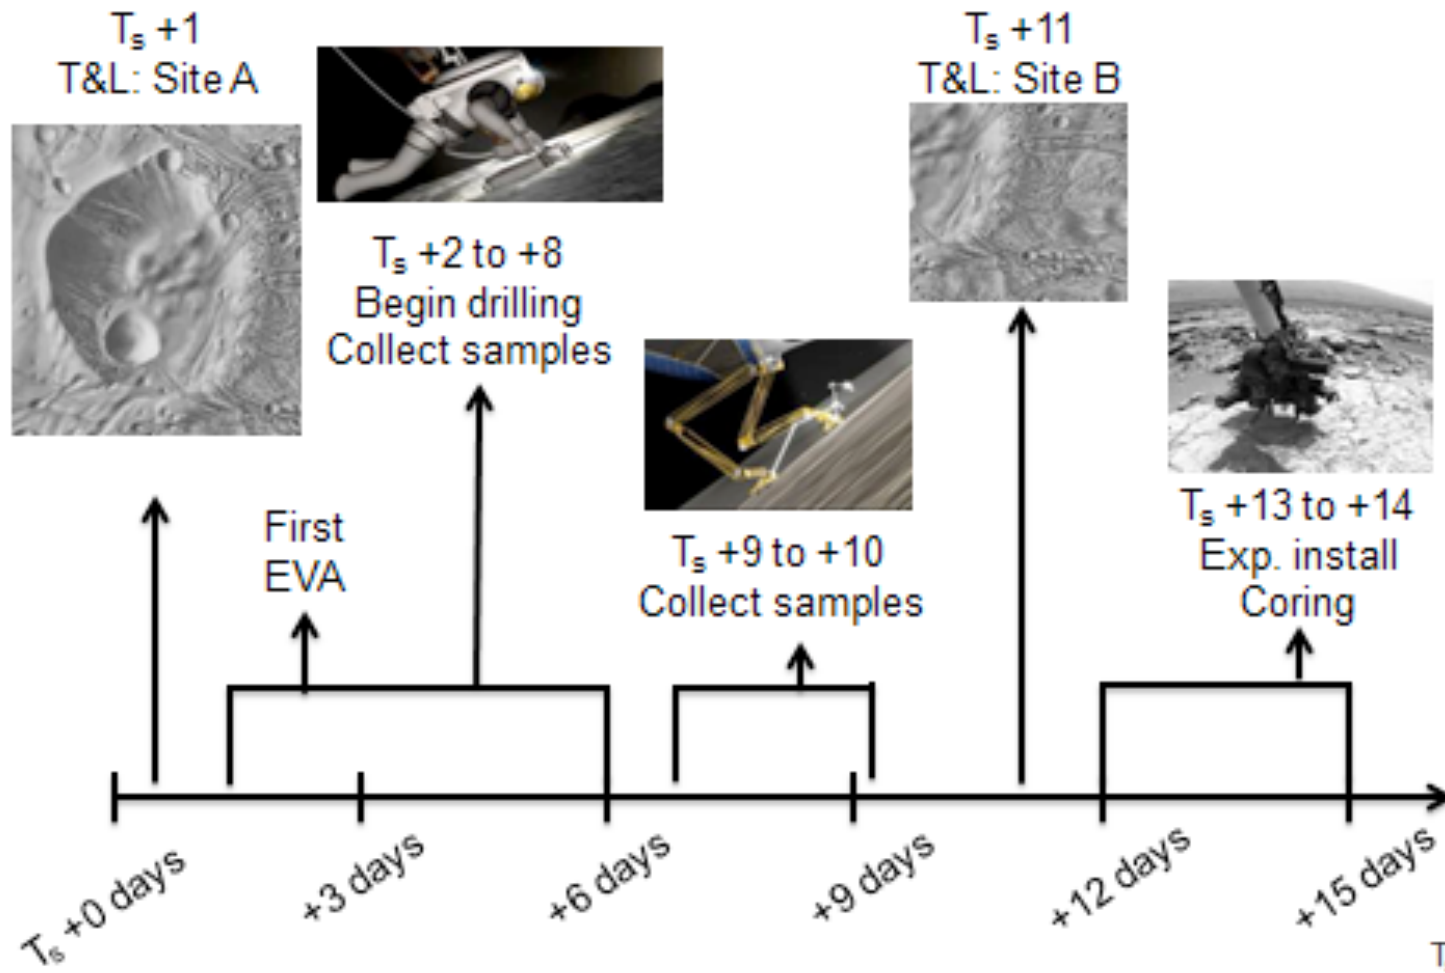 Tₛ +1
T&L: Site A
Tₛ +11
T&L: Site B
Tₛ +2 to +8
Begin drilling
Collect samples
First
EVA
Tₛ +9 to +10
Collect samples
Tₛ +13 to +14
Exp. install
Coring
Tₛ +0 days
+3 days
+6 days
+9 days
+12 days
+15 days
T